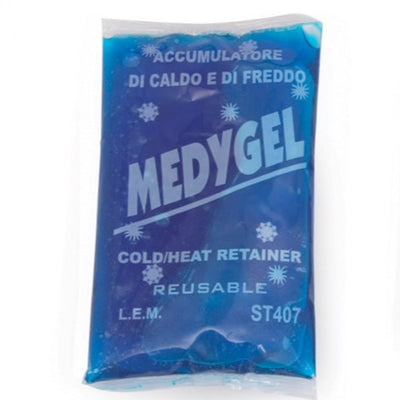 ACCUMULATORE
DI CALDO E DI FREDDO
MEDYGEL
COLD/HEAT RETAINER
REUSABLE
L.E.M. ST407